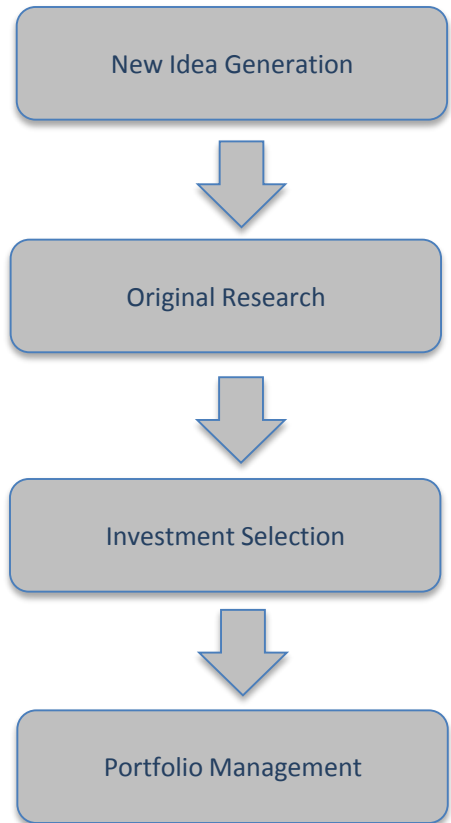 New Idea Generation
Original Research
Investment Selection
Portfolio Management